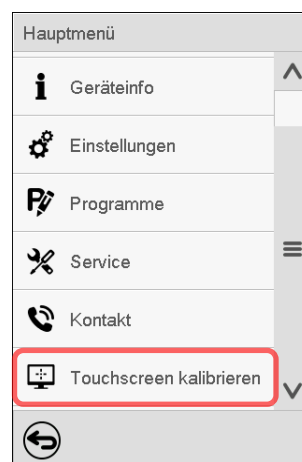 Hauptmenü
Geräteinfo
Einstellungen
Programme
Service
Kontakt
Touchscreen kalibrieren